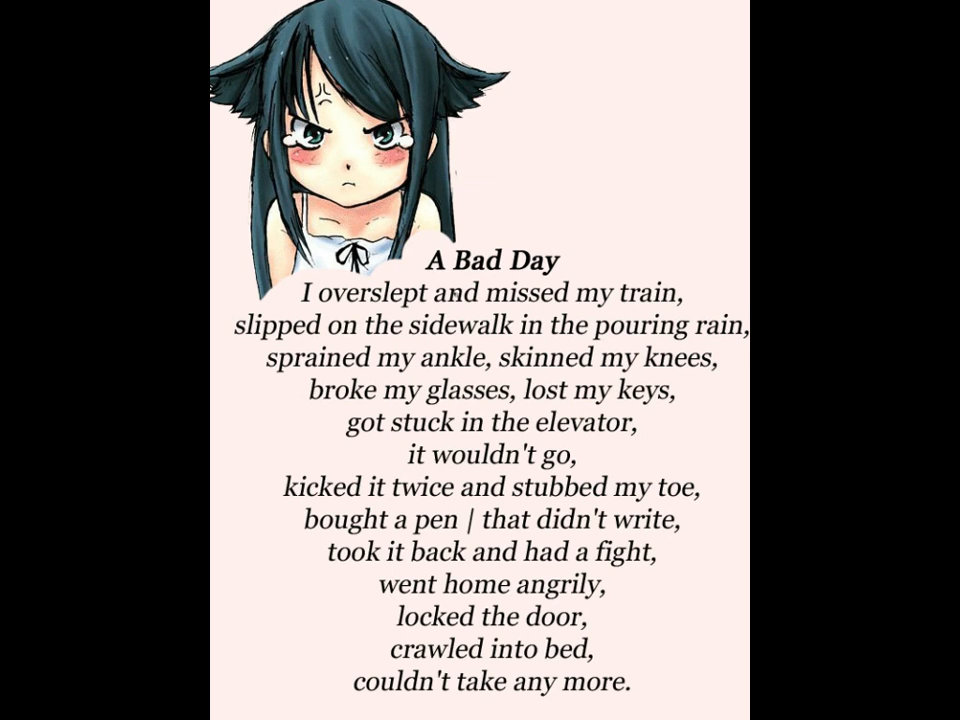 A Bad Day
I overslept and missed my train,
slipped on the sidewalk in the pouring rain,
sprained my ankle, skinned my knees,
broke my glasses, lost my keys,
got stuck in the elevator,
it wouldn't go,
kicked it twice and stubbed my toe,
bought a pen | that didn't write,
took it back and had a fight,
went home angrily,
locked the door,
crawled into bed,
couldn't take any more.